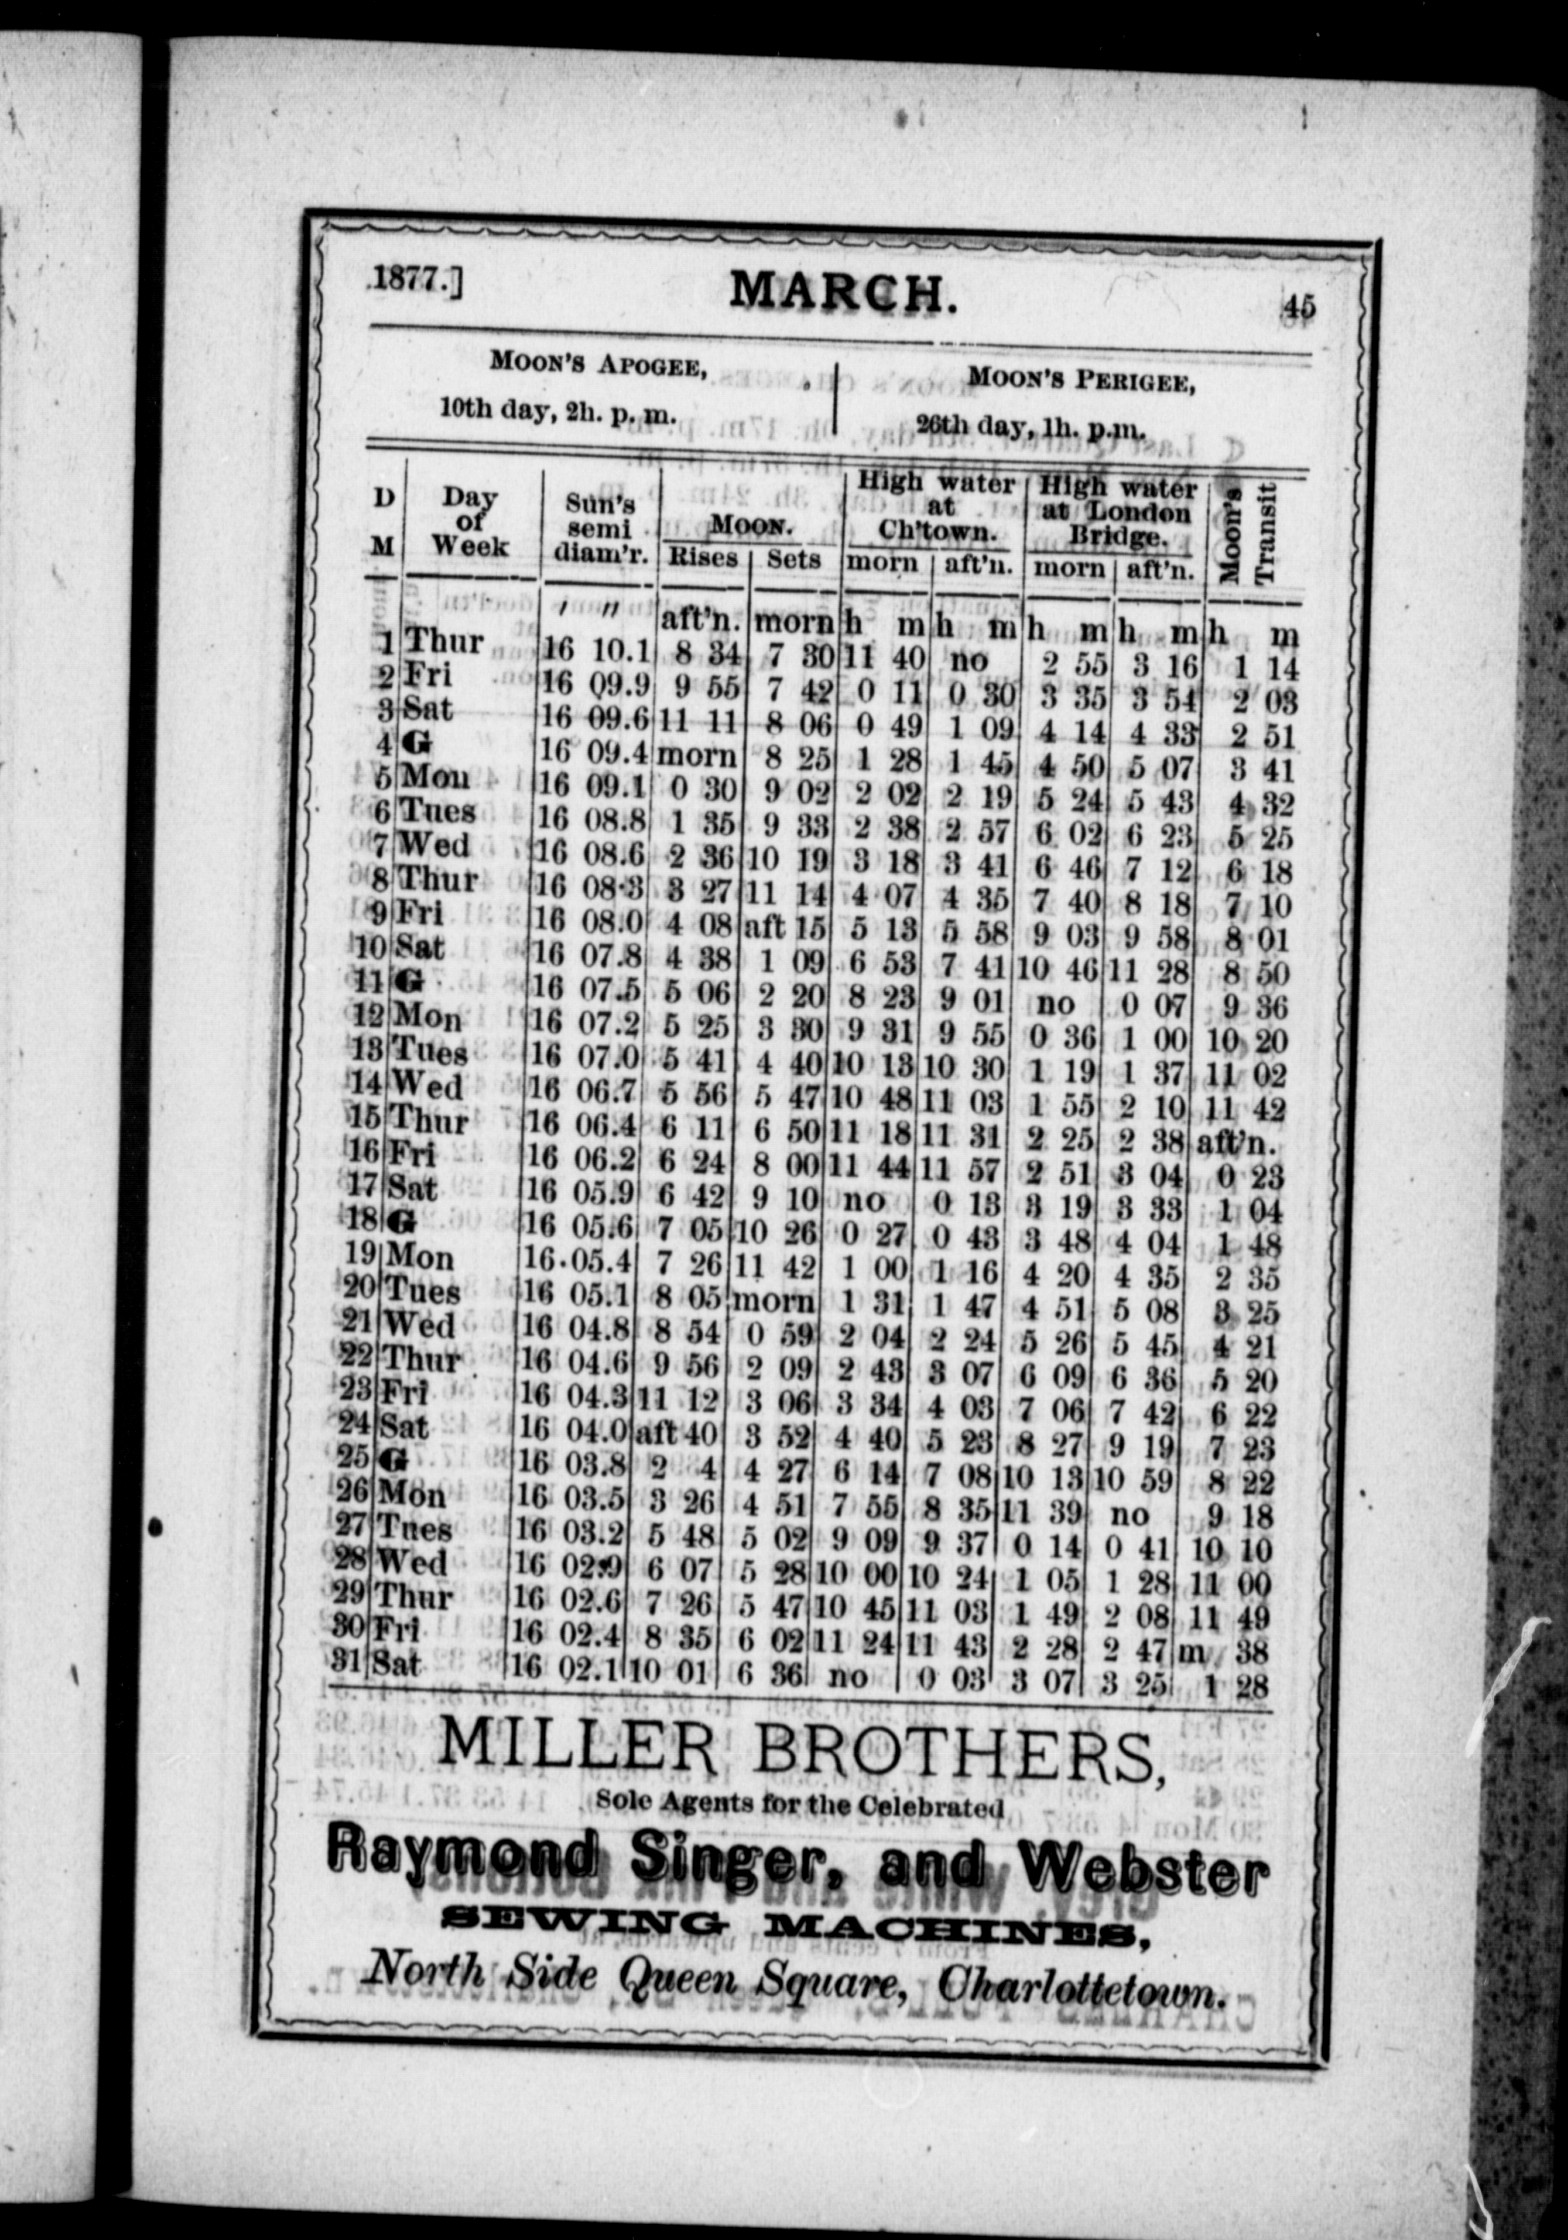 1877.] MARCH. 45
MOON'S APOGEE, MOON'S PERIGEE,
10th day, 2h. p. m. 26th day, 1h. p.m.
D M Day of Week Sun's semi diam'r. MOON. Rises Sets High water at Ch'town. morn aft'n. High water at London Bridge. morn aft'n. Moon's Transit
' " aft'n. morn h m h m h m h m h m
1 Thur 16 10.1 8 34 7 30 11 40 no 2 55 3 16 1 14
2 Fri 16 09.9 9 55 7 42 0 11 0 30 3 35 3 54 2 03
3 Sat 16 09.6 11 11 8 06 0 49 1 09 4 14 4 33 2 51
4 G 16 09.4 morn 8 25 1 28 1 45 4 50 5 07 3 41
5 Mon 16 09.1 0 30 9 02 2 02 2 19 5 24 5 43 4 32
6 Tues 16 08.8 1 35 9 33 2 38 2 57 6 02 6 23 5 25
7 Wed 16 08.6 2 36 10 19 3 18 3 41 6 46 7 12 6 18
8 Thur 16 08.3 3 27 11 14 4 07 4 35 7 40 8 18 7 10
9 Fri 16 08.0 4 08 aft 15 5 13 5 58 9 03 9 58 8 01
10 Sat 16 07.8 4 38 1 09 6 53 7 41 10 46 11 28 8 50
11 G 16 07.5 5 06 2 20 8 23 9 01 no 0 07 9 36
12 Mon 16 07.2 5 25 3 30 9 31 9 55 0 36 1 00 10 20
13 Tues 16 07.0 5 41 4 40 10 13 10 30 1 19 1 37 11 02
14 Wed 16 06.7 5 56 5 47 10 48 11 03 1 55 2 10 11 42
15 Thur 16 06.4 6 11 6 50 11 18 11 31 2 25 2 38 aft'n.
16 Fri 16 06.2 6 24 8 00 11 44 11 57 2 51 3 04 0 23
17 Sat 16 05.9 6 42 9 10 no 0 13 3 19 3 33 1 04
18 G 16 05.6 7 05 10 26 0 27 0 43 3 48 4 04 1 48
19 Mon 16.05.4 7 26 11 42 1 00 1 16 4 20 4 35 2 35
20 Tues 16 05.1 8 05 morn 1 31 1 47 4 51 5 08 3 25
21 Wed 16 04.8 8 54 0 59 2 04 2 24 5 26 5 45 4 21
22 Thur 16 04.6 9 56 2 09 2 43 3 07 6 09 6 36 5 20
23 Fri 16 04.3 11 12 3 06 3 34 4 03 7 06 7 42 6 22
24 Sat 16 04.0 aft 40 3 52 4 40 5 23 8 27 9 19 7 23
25 G 16 03.8 2 4 4 27 6 14 7 08 10 13 10 59 8 22
26 Mon 16 03.5 3 26 4 51 7 55 8 35 11 39 no 9 18
27 Tues 16 03.2 5 48 5 02 9 09 9 37 0 14 0 41 10 10
28 Wed 16 02.9 6 07 5 28 10 00 10 24 1 05 1 28 11 00
29 Thur 16 02.6 7 26 5 47 10 45 11 03 1 49 2 08 11 49
30 Fri 16 02.4 8 35 6 02 11 24 11 43 2 28 2 47 m 38
31 Sat 16 02.1 10 01 6 36 no 0 03 3 07 3 25 1 28
MILLER BROTHERS,
Sole Agents for the Celebrated
Raymond Singer, and Webster
SEWING MACHINES,
North Side Queen Square, Charlottetown.